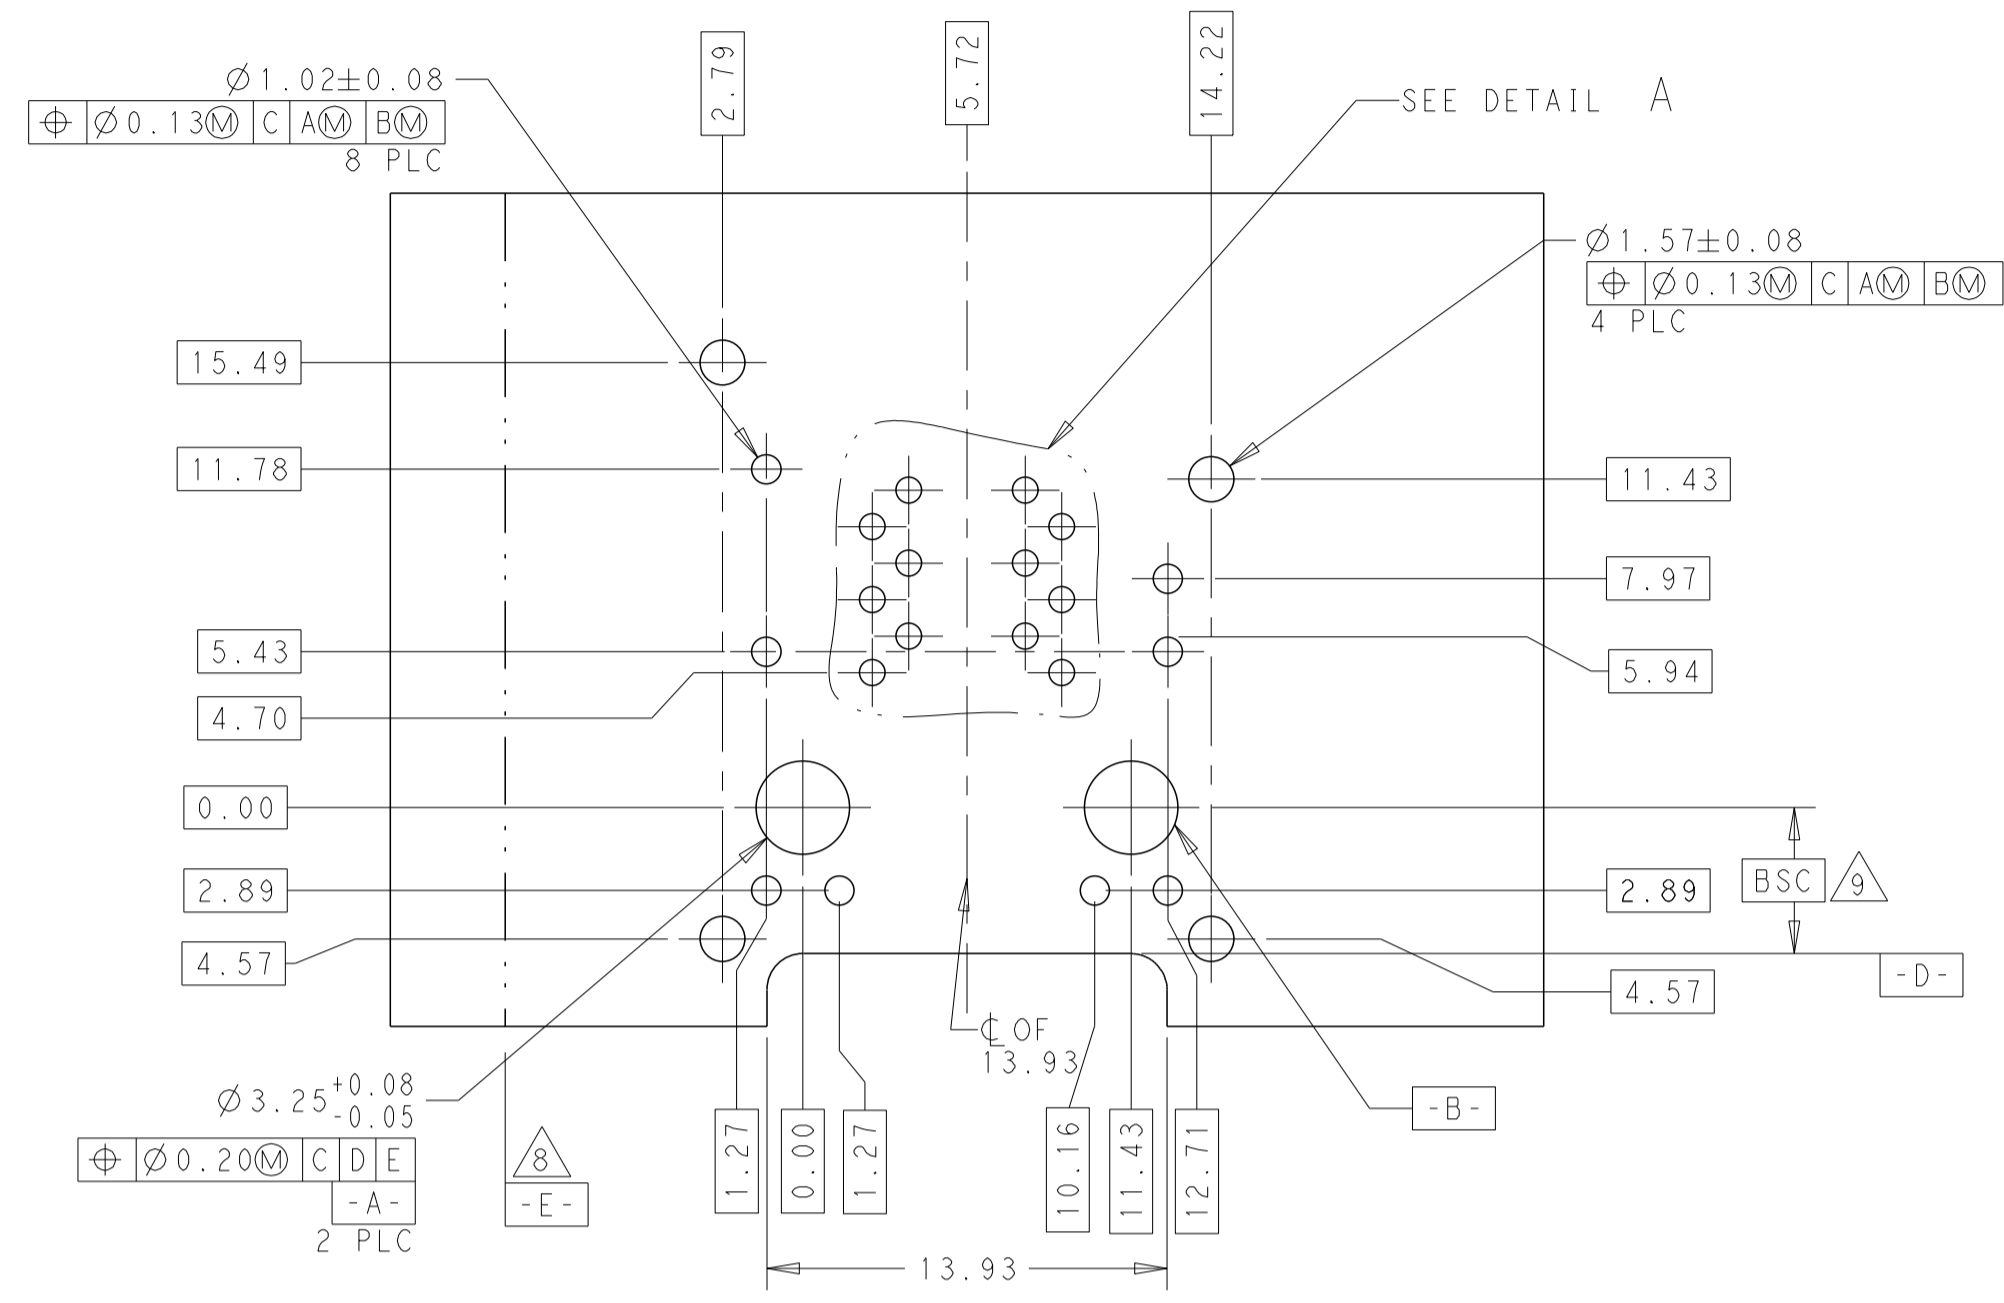 2.79
5.72
14.22
Ø1.02±0.08
⌖ Ø0.13Ⓜ C AⓂ BⓂ
8 PLC
SEE DETAIL A
Ø1.57±0.08
⌖ Ø0.13Ⓜ C AⓂ BⓂ
4 PLC
15.49
11.78
11.43
7.97
5.43
5.94
4.70
0.00
2.89
2.89
BSC 9
4.57
4.57
-D-
℄ OF
13.93
Ø3.25 +0.08
-0.05
⌖ Ø0.20Ⓜ C D E
-A-
2 PLC
8
-E-
1.27
0.00
1.27
10.16
11.43
12.71
-B-
13.93